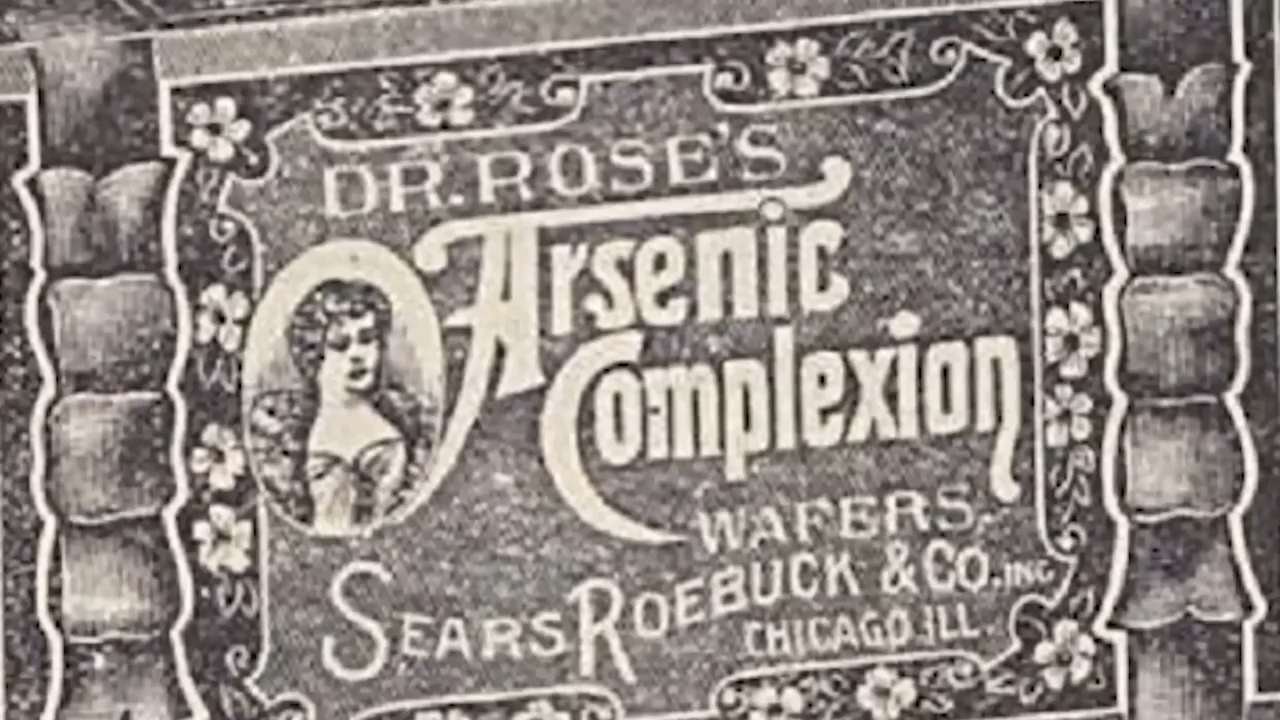 DR. ROSE'S
Arsenic
Complexion
WAFERS.
SEARS ROEBUCK & CO. INC
CHICAGO. ILL.